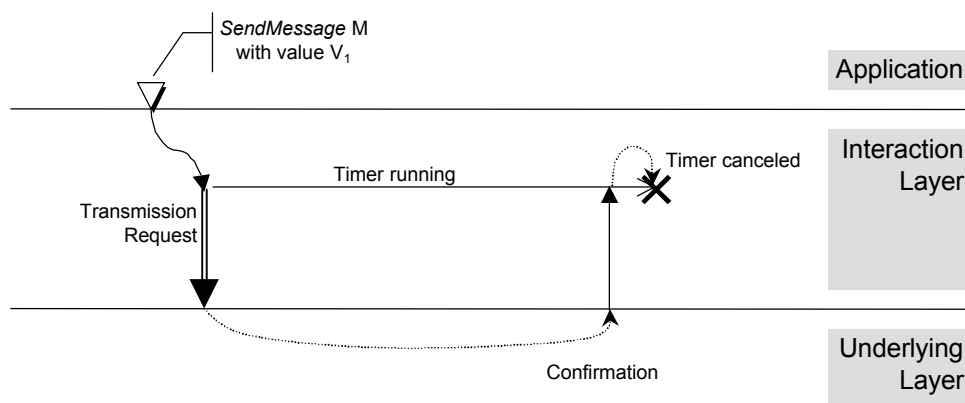 SendMessage M
with value V₁
Application
Interaction
Layer
Timer running
Timer canceled
Transmission
Request
Underlying
Layer
Confirmation